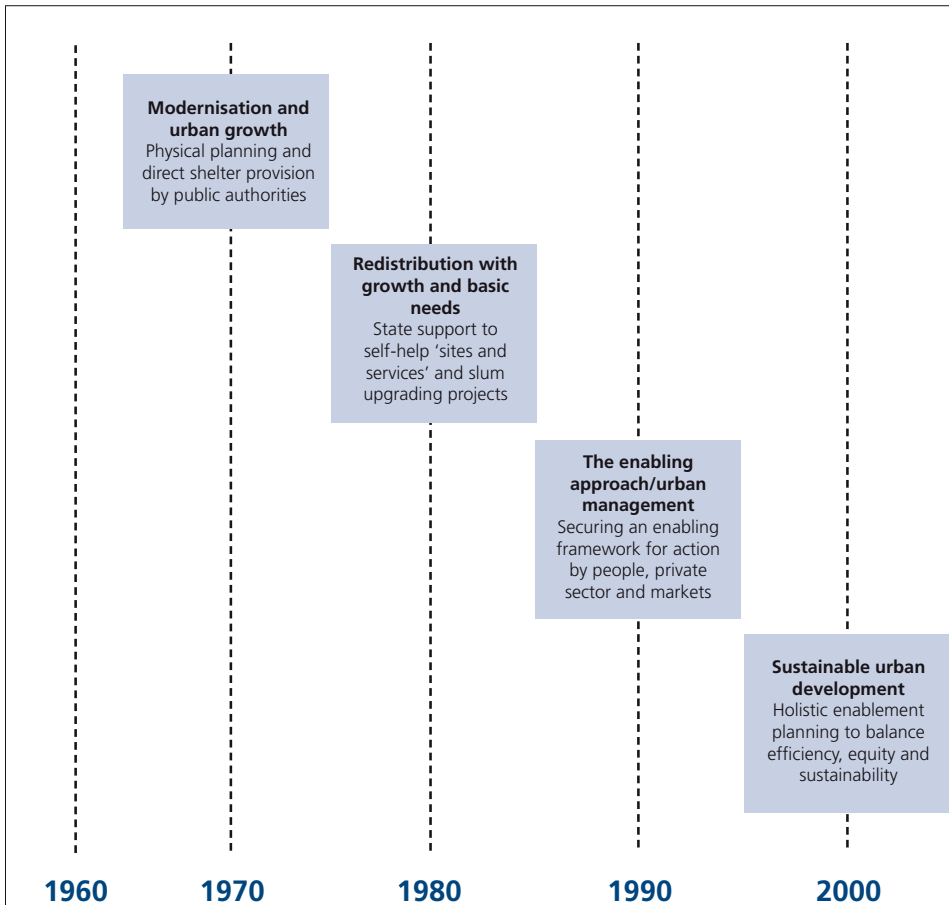 Modernisation and
urban growth
Physical planning and
direct shelter provision
by public authorities
Redistribution with
growth and basic
needs
State support to
self-help ‘sites and
services’ and slum
upgrading projects
The enabling
approach/urban
management
Securing an enabling
framework for action
by people, private
sector and markets
Sustainable urban
development
Holistic enablement
planning to balance
efficiency, equity and
sustainability
1960 1970 1980 1990 2000